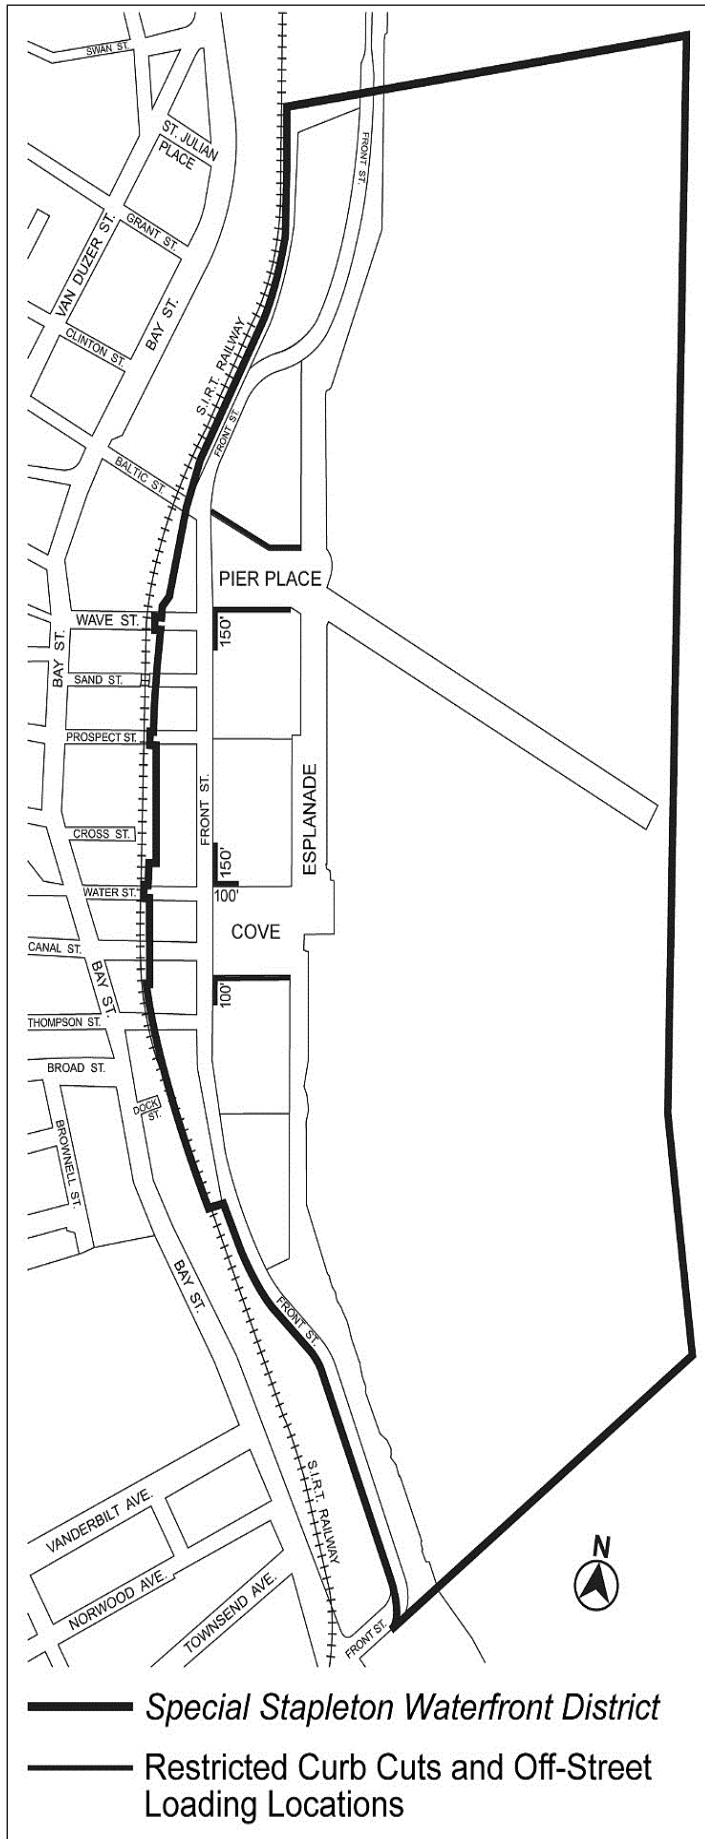 SWAN ST.
ST. JULIAN
PLACE
FRONT ST.
GRANT ST.
VAN DUZER ST.
BAY ST.
CLINTON ST.
S.I.R.T. RAILWAY
FRONT ST.
BALTIC ST.
PIER PLACE
WAVE ST.
150'
BAY ST.
SAND ST.
PROSPECT ST.
FRONT ST.
ESPLANADE
CROSS ST.
150'
WATER ST.
100'
COVE
CANAL ST.
BAY ST.
100'
THOMPSON ST.
BROAD ST.
DOCK
ST.
BROWNELL ST.
BAY ST.
FRONT ST.
S.I.R.T. RAILWAY
VANDERBILT AVE.
N
NORWOOD AVE.
TOWNSEND AVE.
FRONT ST.
Special Stapleton Waterfront District
Restricted Curb Cuts and Off-Street
Loading Locations